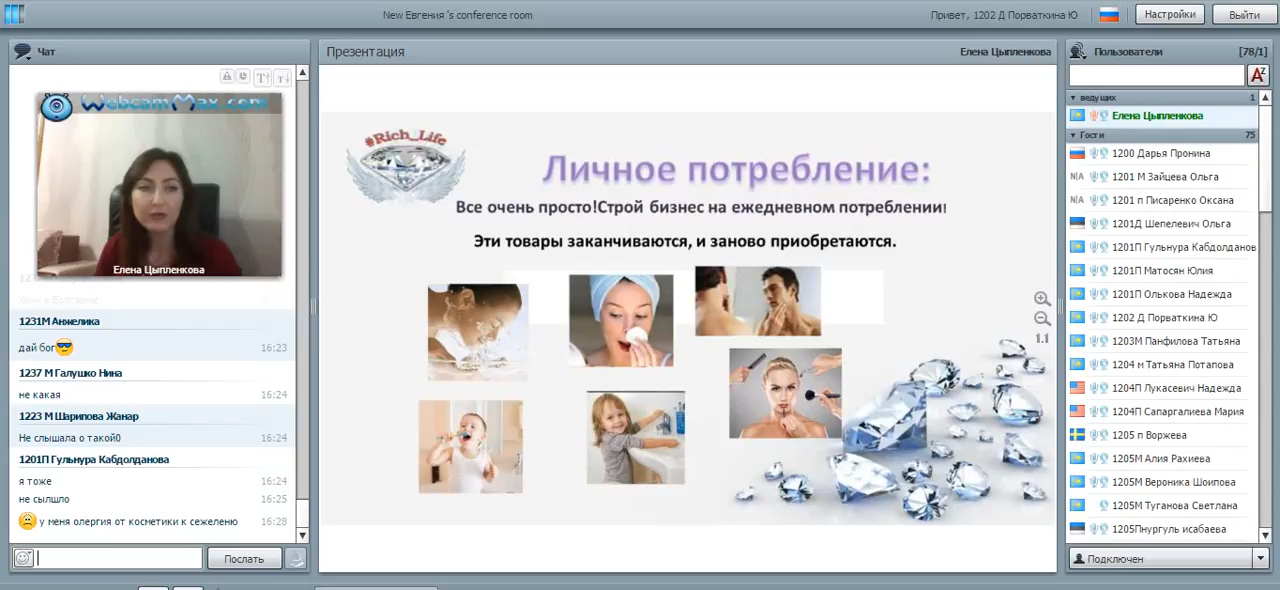 New Евгения 's conference room
Привет, 1202 Д Порваткина Ю
Настройки
Выйти
Чат
WebcamMax.com
Елена Цыпленкова
1231М Анжелика
дай бог
16:23
1237 М Галушко Нина
не какая
16:24
1223 М Шарипова Жанар
Не слышала о такой0
16:24
1201П Гульнура Кабдолданова
я тоже
16:24
не сылшло
16:25
у меня олергия от косметики к сежеленю
16:28
Послать
Презентация
Елена Цыпленкова
#Rich_Life
Личное потребление:
Все очень просто!Строй бизнес на ежедневном потреблении!
Эти товары заканчиваются, и заново приобретаются.
1:1
Пользователи
[78/1]
ведущих
1
Елена Цыпленкова
Гости
75
1200 Дарья Пронина
N/A
1201 М Зайцева Ольга
N/A
1201 п Писаренко Оксана
1201Д Шепелевич Ольга
1201П Гульнура Кабдолданов
1201П Матосян Юлия
1201П Олькова Надежда
1202 Д Порваткина Ю
1203М Панфилова Татьяна
1204 м Татьяна Потапова
1204П Лукасевич Надежда
1204П Сапаргалиева Мария
1205 п Воржева
1205М Алия Рахиева
1205М Вероника Шоипова
1205М Туганова Светлана
1205Пнургуль исабаева
Подключен